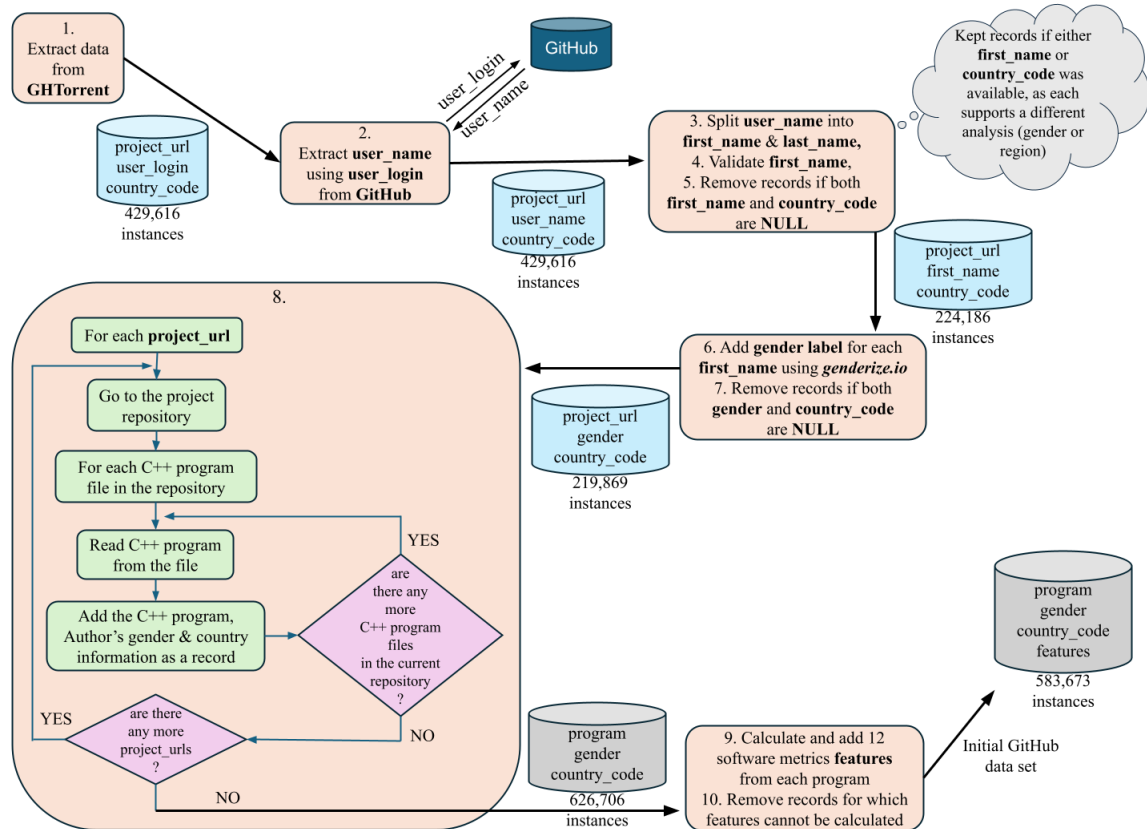 1.
Extract data
from
GHTorrent
project_url
user_login
country_code
429,616
instances
GitHub
user_login
user_name
2.
Extract user_name
using user_login
from GitHub
project_url
user_name
country_code
429,616
instances
3. Split user_name into
first_name & last_name,
4. Validate first_name,
5. Remove records if both
first_name and country_code
are NULL
Kept records if either
first_name or
country_code was
available, as each
supports a different
analysis (gender or
region)
project_url
first_name
country_code
224,186
instances
6. Add gender label for each
first_name using genderize.io
7. Remove records if both
gender and country_code
are NULL
project_url
gender
country_code
219,869
instances
8.
For each project_url
Go to the project
repository
For each C++ program
file in the repository
Read C++ program
from the file
Add the C++ program,
Author's gender & country
information as a record
YES
are
there any
more
C++ program
files
in the current
repository
?
NO
YES
are there
any more
project_urls
?
NO
program
gender
country_code
626,706
instances
9. Calculate and add 12
software metrics features
from each program
10. Remove records for which
features cannot be calculated
Initial GitHub
data set
program
gender
country_code
features
583,673
instances